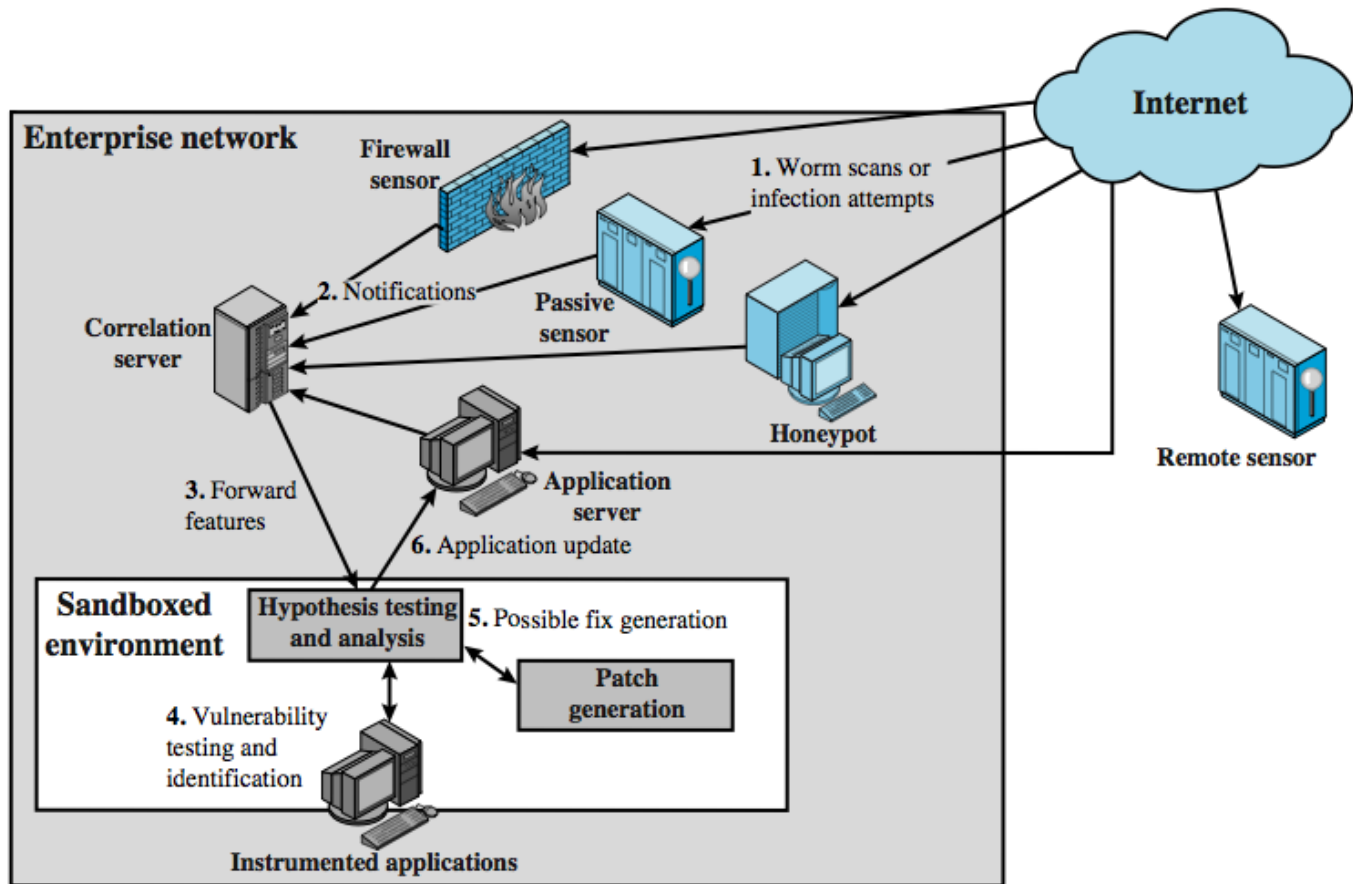 Internet
Enterprise network
Firewall
sensor
1. Worm scans or
infection attempts
2. Notifications
Passive
sensor
Correlation
server
Honeypot
Remote sensor
3. Forward
features
Application
server
6. Application update
Sandboxed
environment
Hypothesis testing
and analysis
5. Possible fix generation
Patch
generation
4. Vulnerability
testing and
identification
Instrumented applications